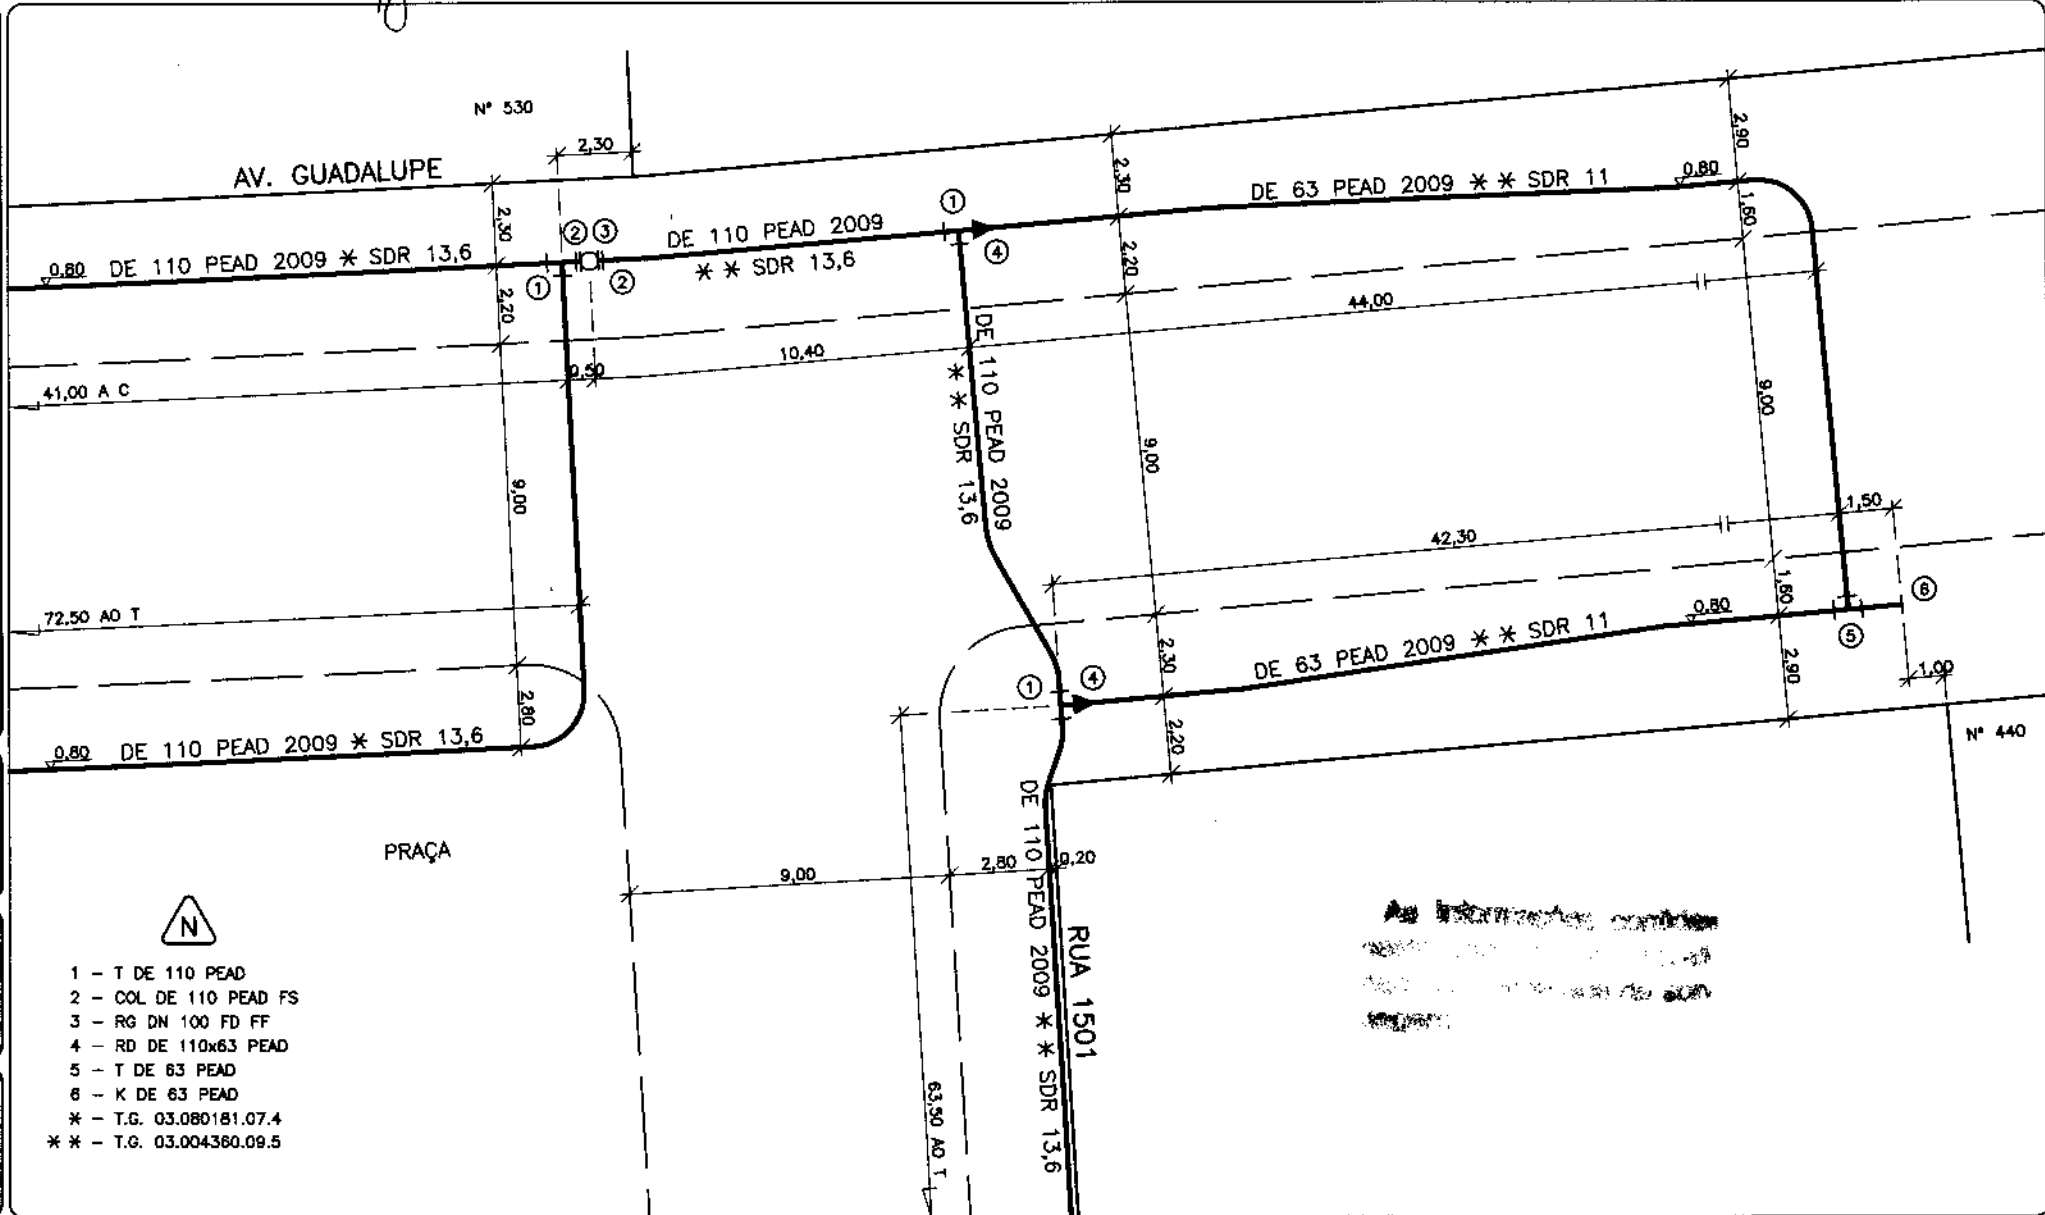 N° 530
AV. GUADALUPE
2,30
2,30
2,90
2,30
0,80
DE 110 PEAD 2009 * SDR 13,6
1
2
3
2
DE 110 PEAD 2009
* * SDR 13,6
1
4
DE 63 PEAD 2009 * * SDR 11
0,80
1,60
2,20
2,20
44,00
10,40
0,50
41,00 A C
DE 110 PEAD 2009
* * SDR 13,6
9,00
9,00
9,00
1,50
42,30
72,50 AO T
1,60
6
5
0,80
DE 63 PEAD 2009 * * SDR 11
2,30
1
4
2,80
2,90
1,00
2,20
0,80
DE 110 PEAD 2009 * SDR 13,6
N° 440
PRAÇA
9,00
2,80
0,20
DE 110 PEAD 2009 * * SDR 13,6
RUA 1501
63,50 AO T
N
1 - T DE 110 PEAD
2 - COL DE 110 PEAD FS
3 - RG DN 100 FD FF
4 - RD DE 110x63 PEAD
5 - T DE 63 PEAD
6 - K DE 63 PEAD
* - T.G. 03.080181.07.4
* * - T.G. 03.004360.09.5